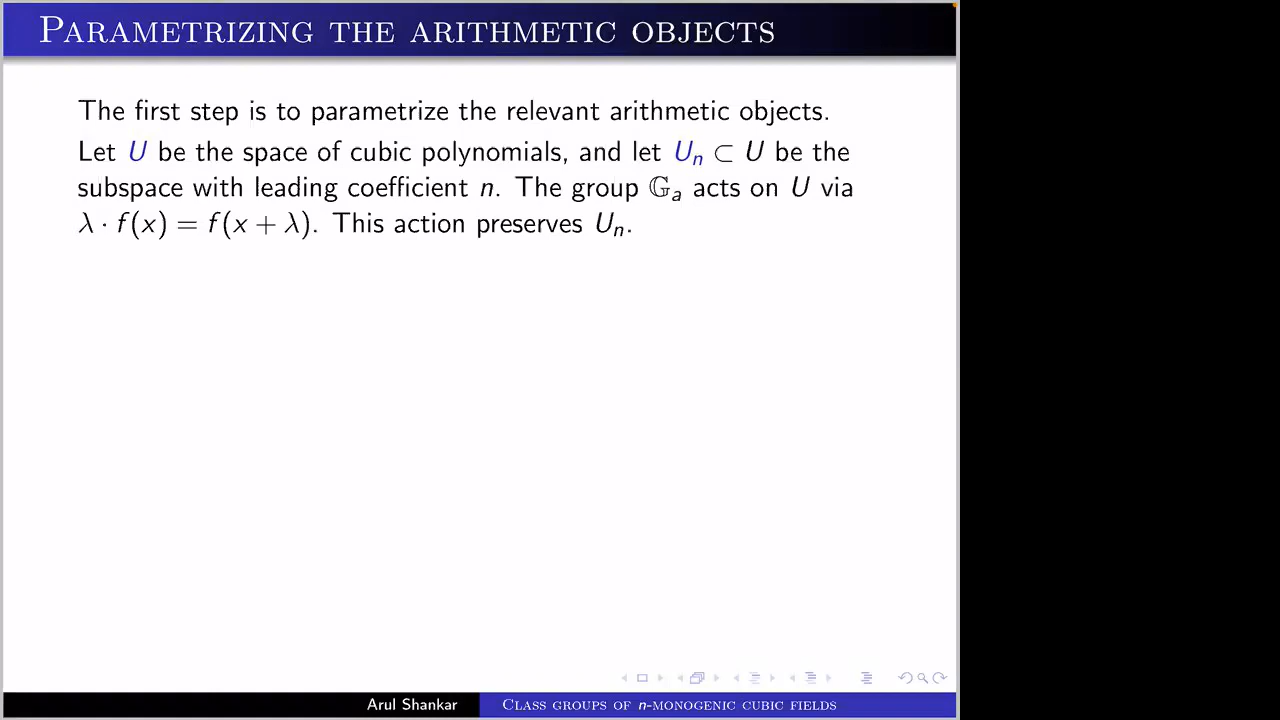 PARAMETRIZING THE ARITHMETIC OBJECTS
The first step is to parametrize the relevant arithmetic objects.
Let U be the space of cubic polynomials, and let Uₙ ⊂ U be the
subspace with leading coefficient n. The group 𝔾ₐ acts on U via
λ · f(x) = f(x + λ). This action preserves Uₙ.
Arul Shankar
CLASS GROUPS OF n-MONOGENIC CUBIC FIELDS